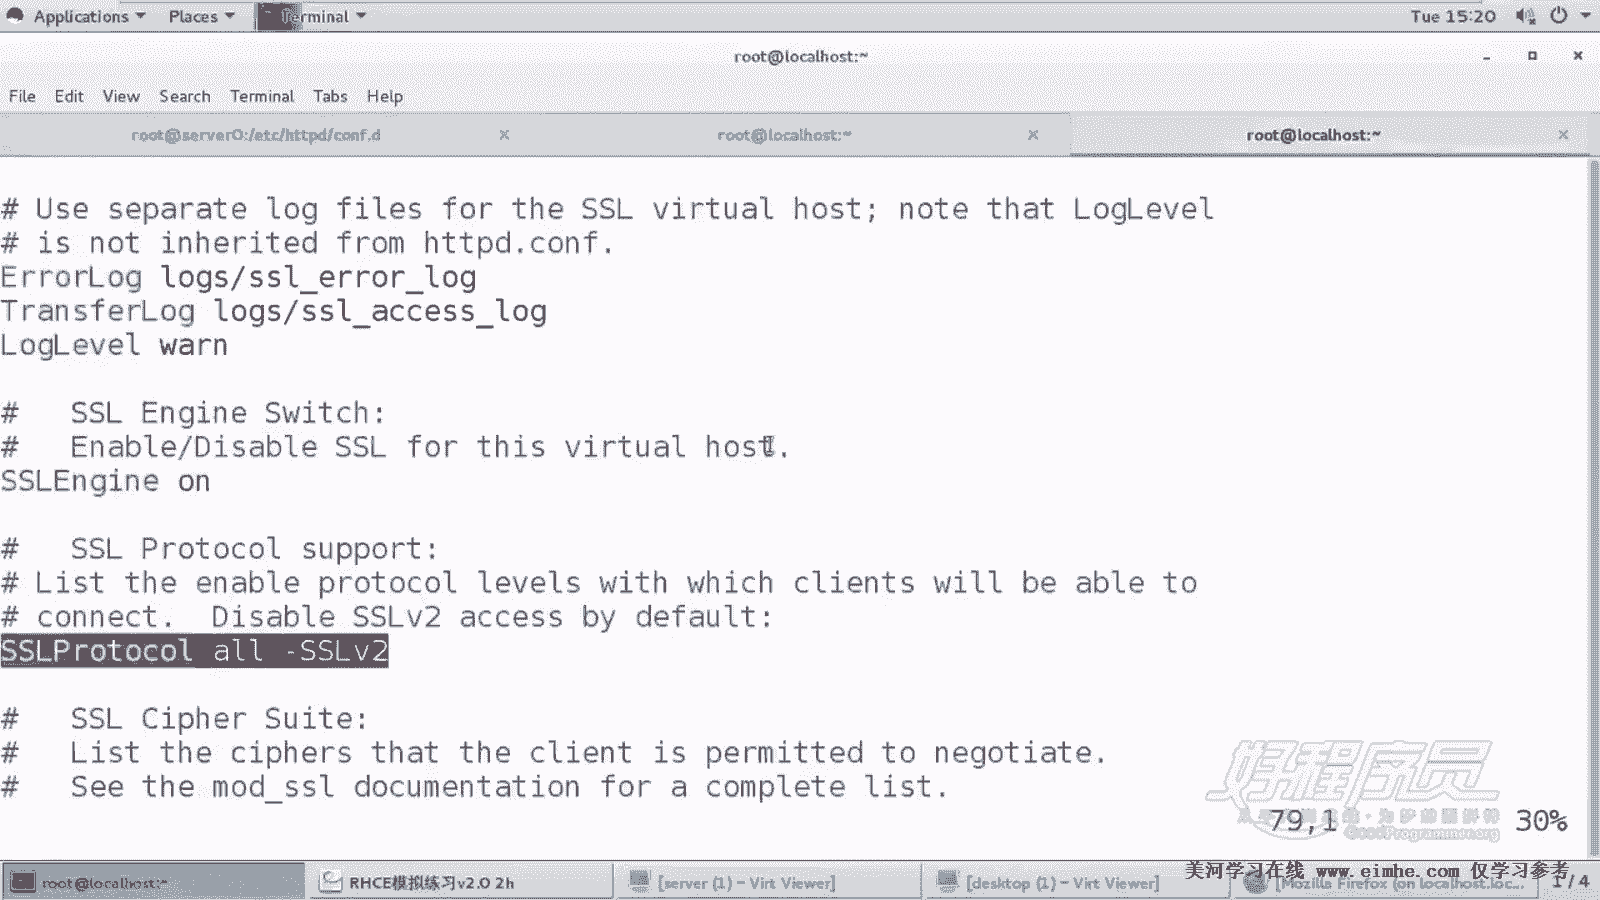 Applications Places Terminal Tue 15:20
root@localhost:~
File Edit View Search Terminal Tabs Help
root@server0:/etc/httpd/conf.d root@localhost:~ root@localhost:~
# Use separate log files for the SSL virtual host; note that LogLevel
# is not inherited from httpd.conf.
ErrorLog logs/ssl_error_log
TransferLog logs/ssl_access_log
LogLevel warn
#   SSL Engine Switch:
#   Enable/Disable SSL for this virtual host.
SSLEngine on
#   SSL Protocol support:
# List the enable protocol levels with which clients will be able to
# connect.  Disable SSLv2 access by default:
SSLProtocol all -SSLv2
#   SSL Cipher Suite:
#   List the ciphers that the client is permitted to negotiate.
#   See the mod_ssl documentation for a complete list.
好程序员
GoodProgrammer.org
79,1 30%
美河学习在线 www.eimhe.com 仅学习参考
root@localhost:~ RHCE模拟练习v2.0 2h [server (1) - Virt Viewer] [desktop (1) - Virt Viewer] [Mozilla Firefox (on localhost.loc... 1 / 4